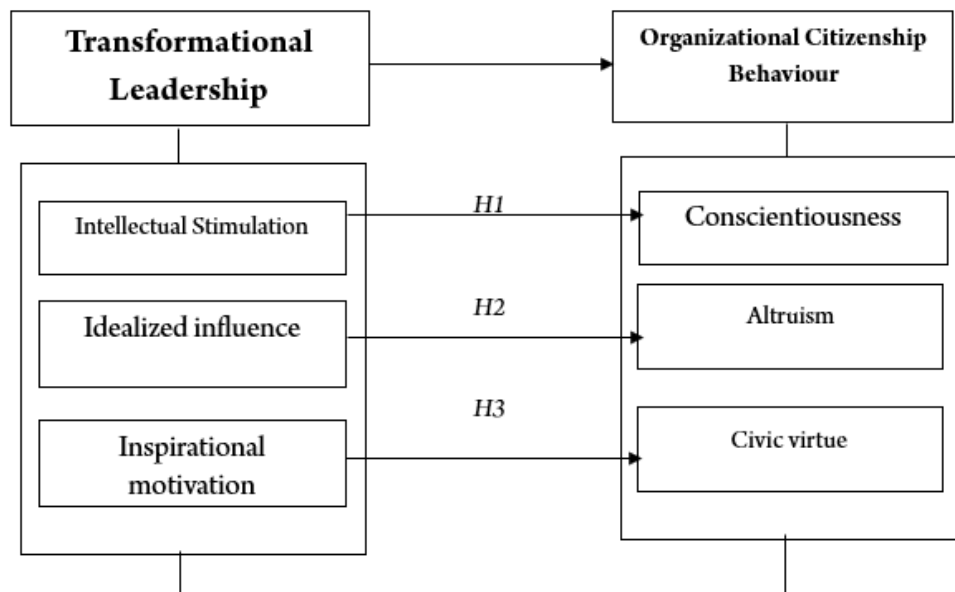 Transformational
Leadership
Organizational Citizenship
Behaviour
Intellectual Stimulation
H1
Conscientiousness
Idealized influence
H2
Altruism
Inspirational
motivation
H3
Civic virtue